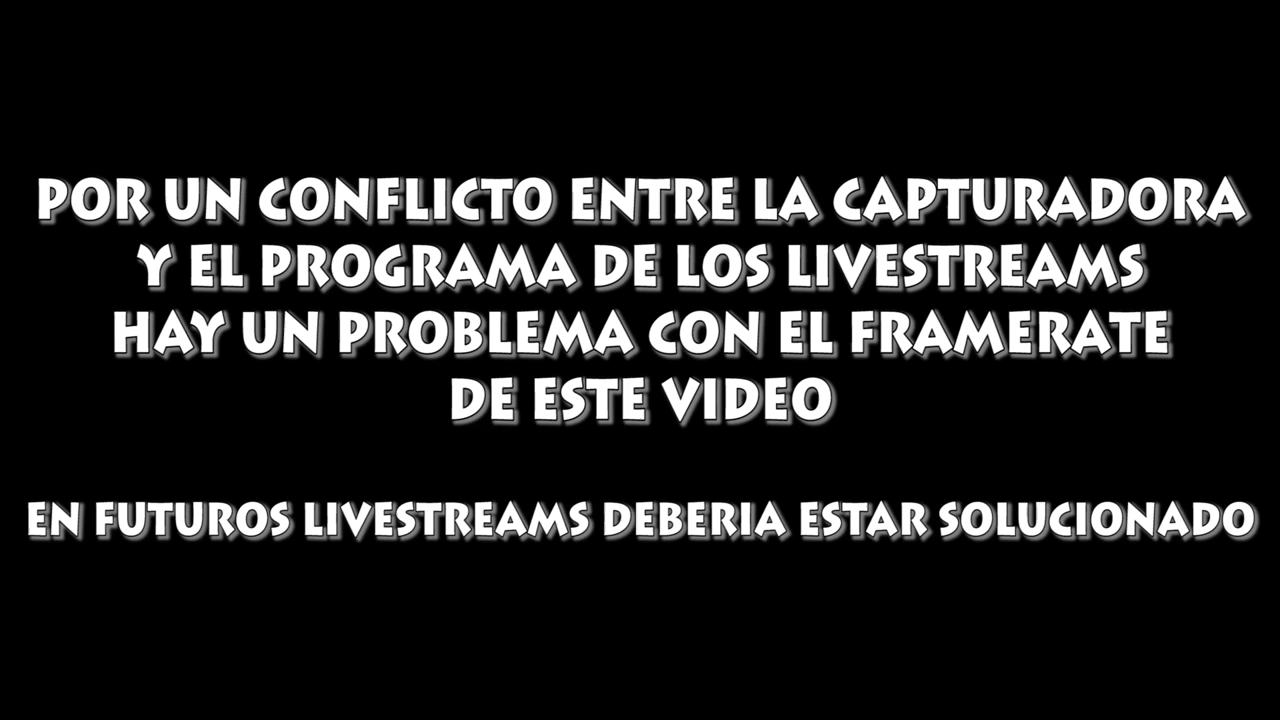 POR UN CONFLICTO ENTRE LA CAPTURADORA
Y EL PROGRAMA DE LOS LIVESTREAMS
HAY UN PROBLEMA CON EL FRAMERATE
DE ESTE VIDEO
EN FUTUROS LIVESTREAMS DEBERIA ESTAR SOLUCIONADO